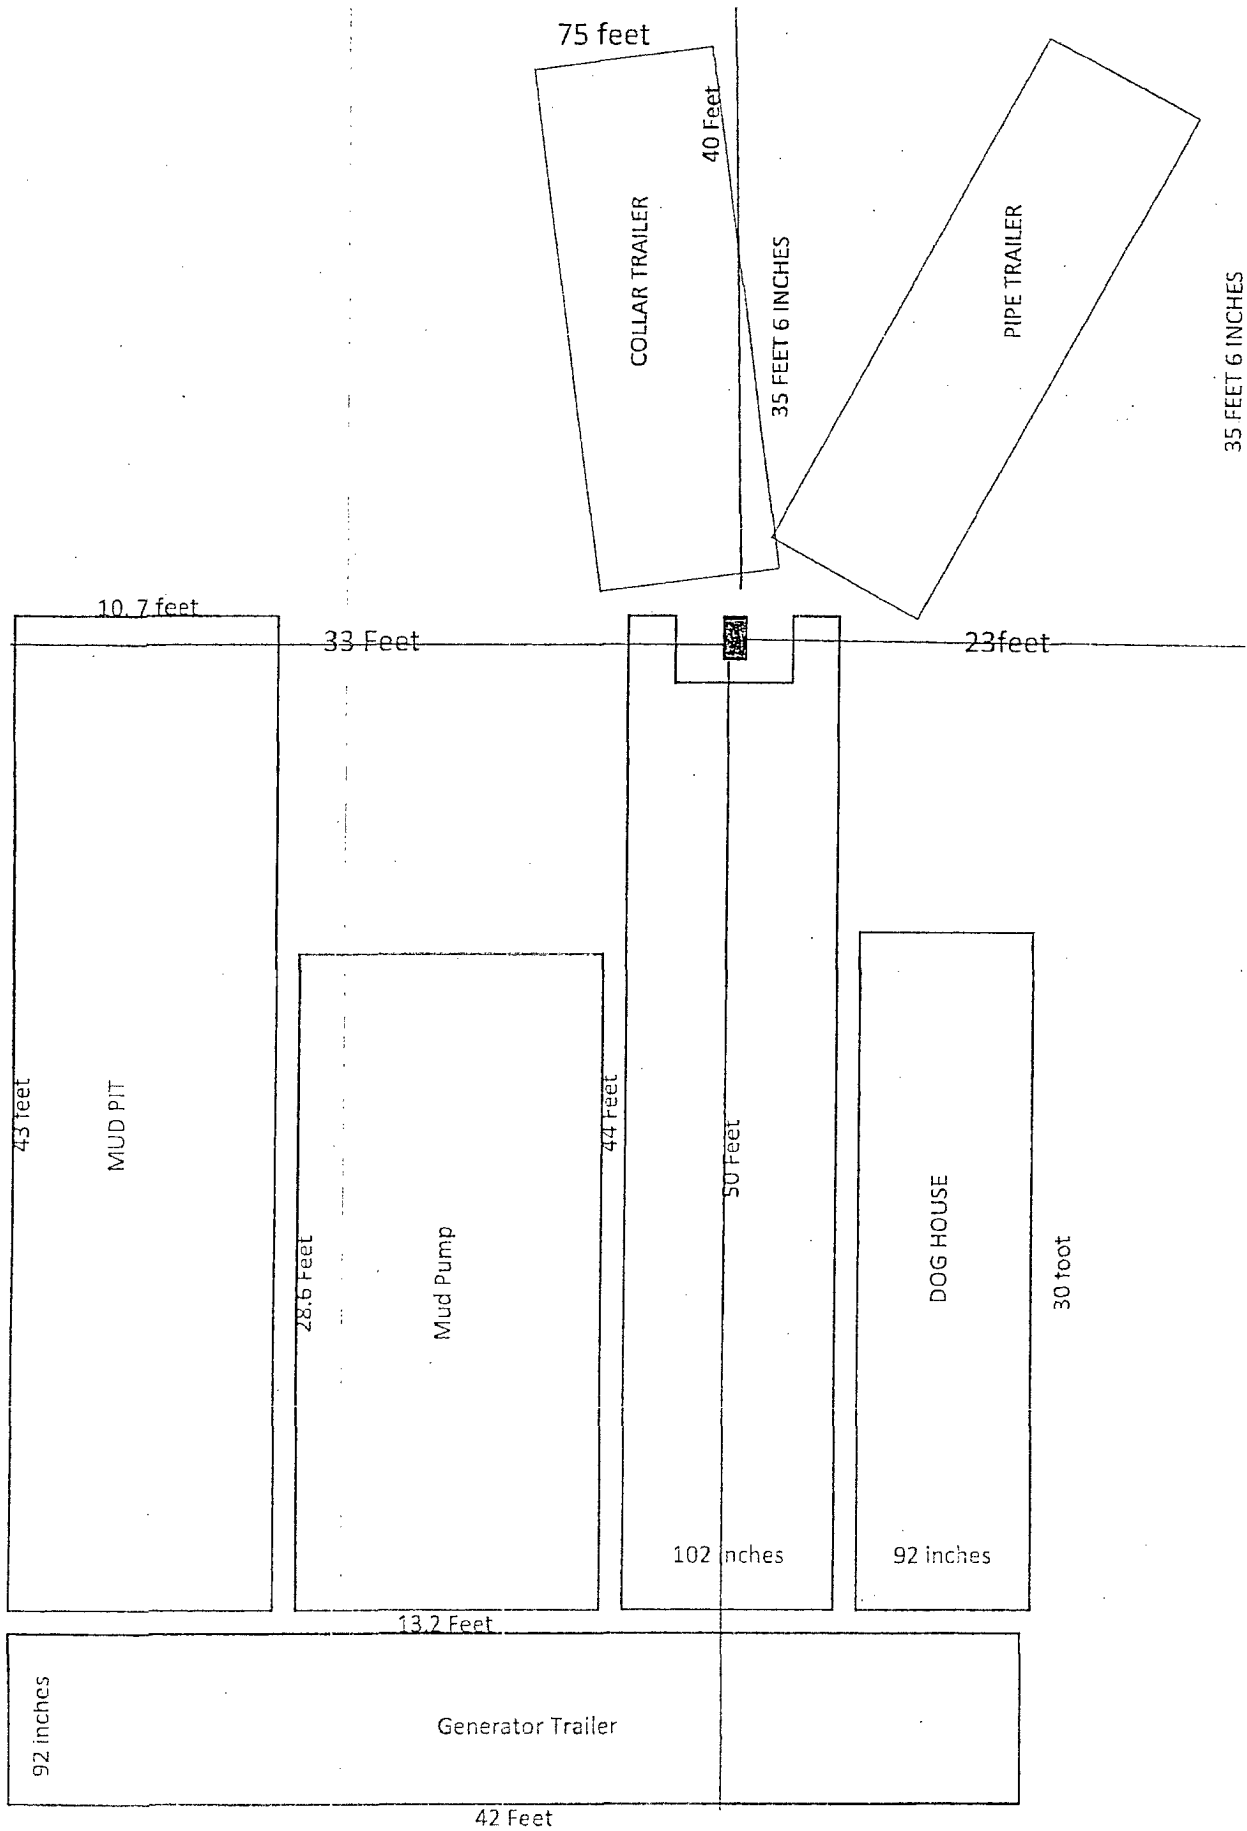 75 feet
40 Feet
COLLAR TRAILER
35 FEET 6 INCHES
PIPE TRAILER
35 FEET 6 INCHES
10. 7 feet
33 Feet
23feet
43 feet
MUD PIT
28.6 Feet
Mud Pump
44 Feet
50 Feet
DOG HOUSE
30 foot
102 inches
92 inches
13.2 Feet
92 inches
Generator Trailer
42 Feet